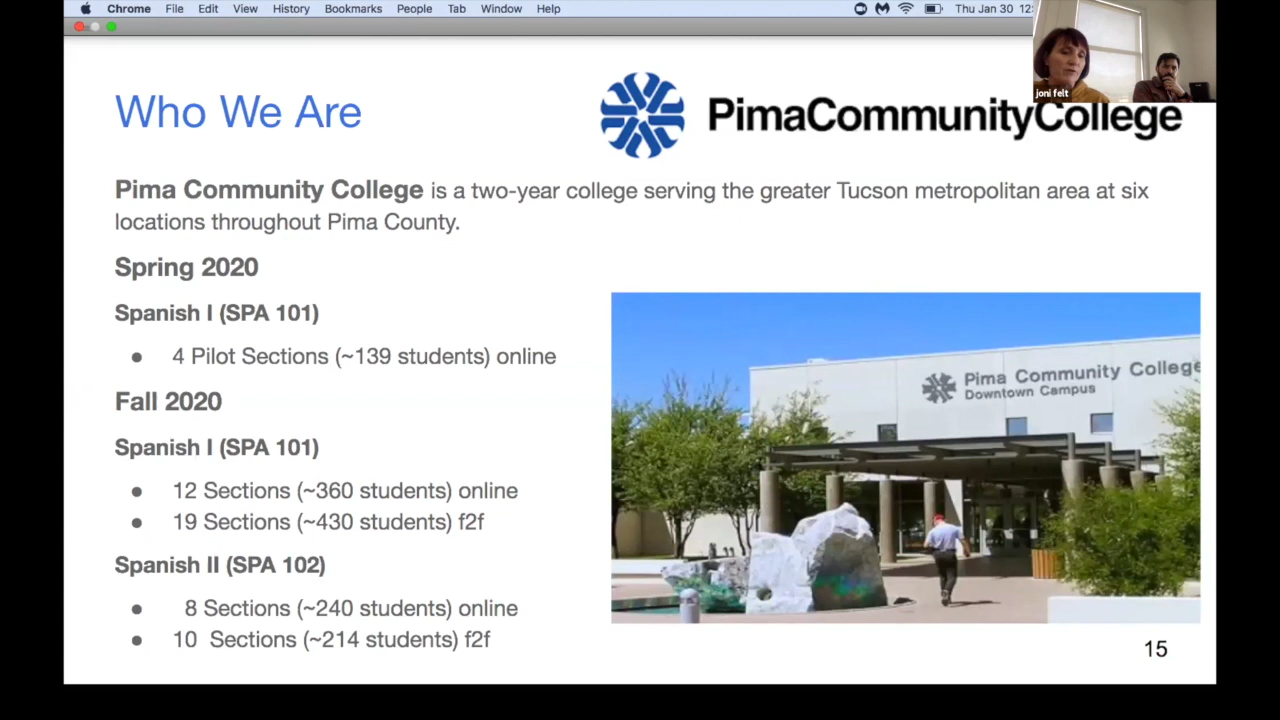 Chrome File Edit View History Bookmarks People Tab Window Help Thu Jan 30 12:
joni felt
Who We Are
PimaCommunityCollege
Pima Community College is a two-year college serving the greater Tucson metropolitan area at six
locations throughout Pima County.
Spring 2020
Spanish I (SPA 101)
● 4 Pilot Sections (~139 students) online
Fall 2020
Spanish I (SPA 101)
● 12 Sections (~360 students) online
● 19 Sections (~430 students) f2f
Spanish II (SPA 102)
● 8 Sections (~240 students) online
● 10 Sections (~214 students) f2f
Pima Community College
Downtown Campus
15